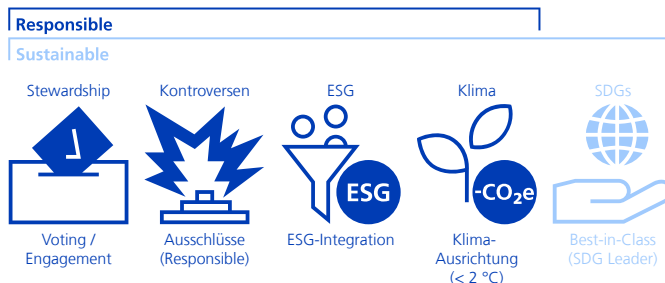 Responsible
Sustainable
Stewardship
Kontroversen
ESG
Klima
SDGs
ESG
-CO₂e
Voting /
Engagement
Ausschlüsse
(Responsible)
ESG-Integration
Klima-
Ausrichtung
(< 2 °C)
Best-in-Class
(SDG Leader)